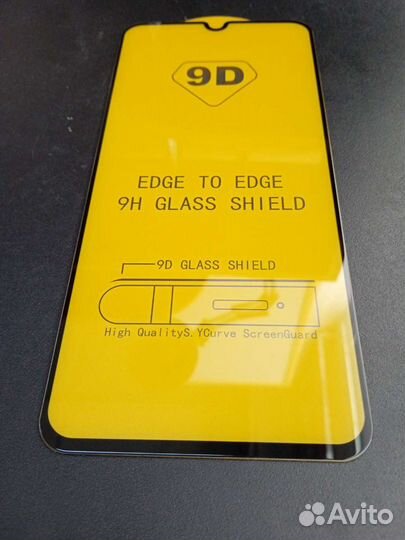 9D
EDGE TO EDGE
9H GLASS SHIELD
9D GLASS SHIELD
High QualityS.YCurve ScreenGuard
Avito